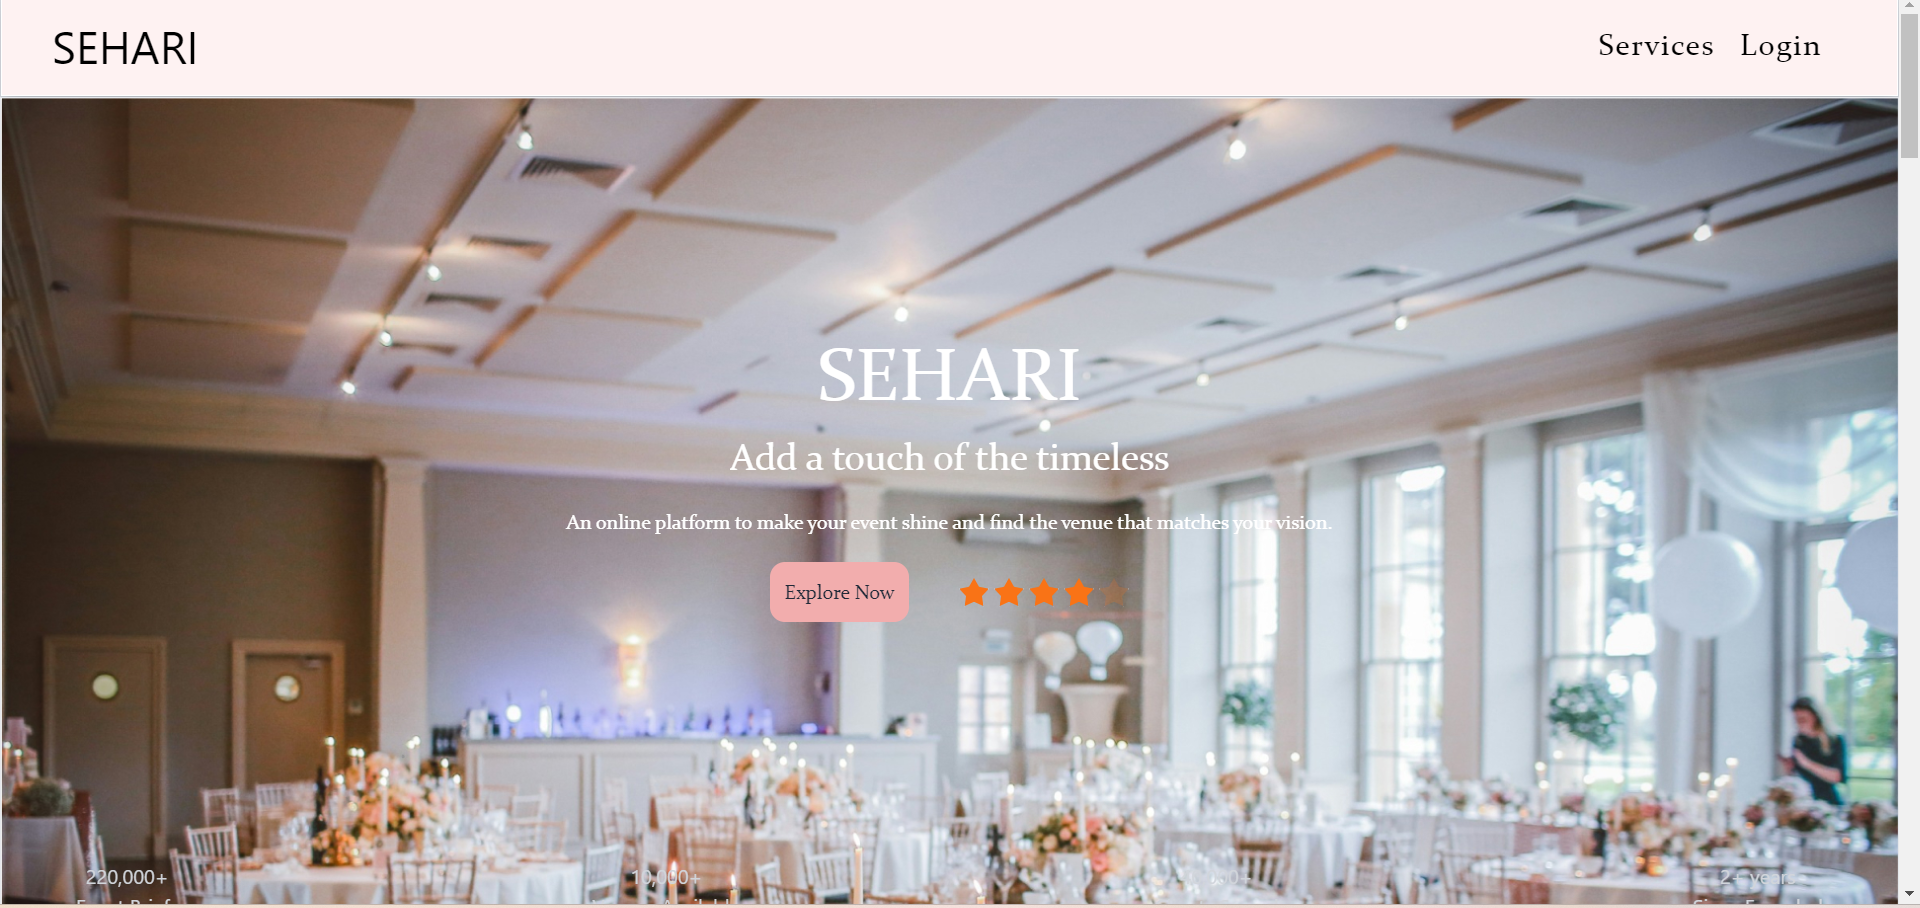 SEHARI
Services Login
SEHARI
Add a touch of the timeless
An online platform to make your event shine and find the venue that matches your vision.
Explore Now
220,000+
10,000+
2+ years